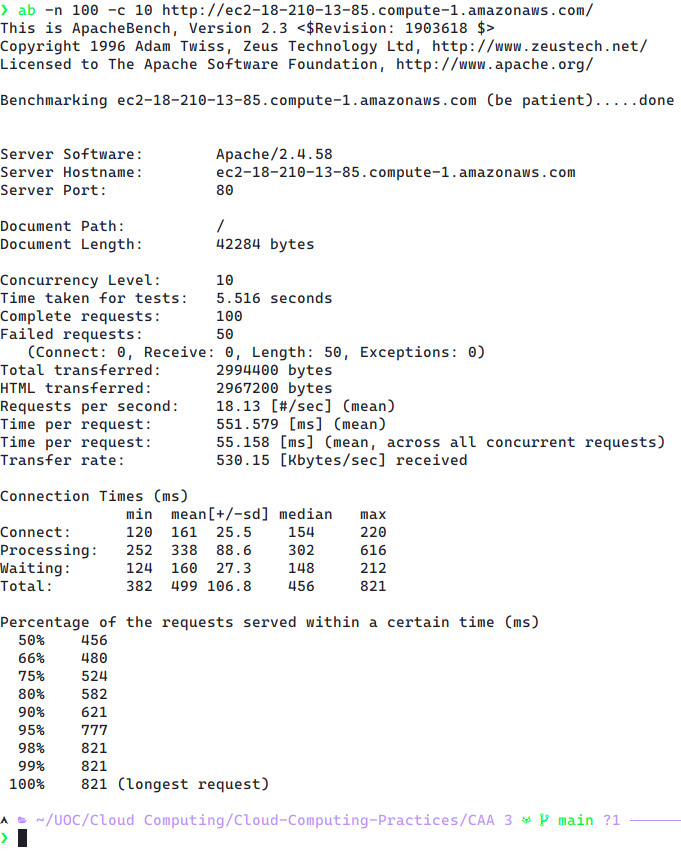 ❯ ab -n 100 -c 10 http://ec2-18-210-13-85.compute-1.amazonaws.com/
This is ApacheBench, Version 2.3 <$Revision: 1903618 $>
Copyright 1996 Adam Twiss, Zeus Technology Ltd, http://www.zeustech.net/
Licensed to The Apache Software Foundation, http://www.apache.org/

Benchmarking ec2-18-210-13-85.compute-1.amazonaws.com (be patient).....done


Server Software:        Apache/2.4.58
Server Hostname:        ec2-18-210-13-85.compute-1.amazonaws.com
Server Port:            80

Document Path:          /
Document Length:        42284 bytes

Concurrency Level:      10
Time taken for tests:   5.516 seconds
Complete requests:      100
Failed requests:        50
   (Connect: 0, Receive: 0, Length: 50, Exceptions: 0)
Total transferred:      2994400 bytes
HTML transferred:       2967200 bytes
Requests per second:    18.13 [#/sec] (mean)
Time per request:       551.579 [ms] (mean)
Time per request:       55.158 [ms] (mean, across all concurrent requests)
Transfer rate:          530.15 [Kbytes/sec] received

Connection Times (ms)
              min  mean[+/-sd] median   max
Connect:      120  161  25.5    154     220
Processing:   252  338  88.6    302     616
Waiting:      124  160  27.3    148     212
Total:        382  499 106.8    456     821

Percentage of the requests served within a certain time (ms)
  50%    456
  66%    480
  75%    524
  80%    582
  90%    621
  95%    777
  98%    821
  99%    821
 100%    821 (longest request)

~/UOC/Cloud Computing/Cloud-Computing-Practices/CAA 3 main ?1
❯